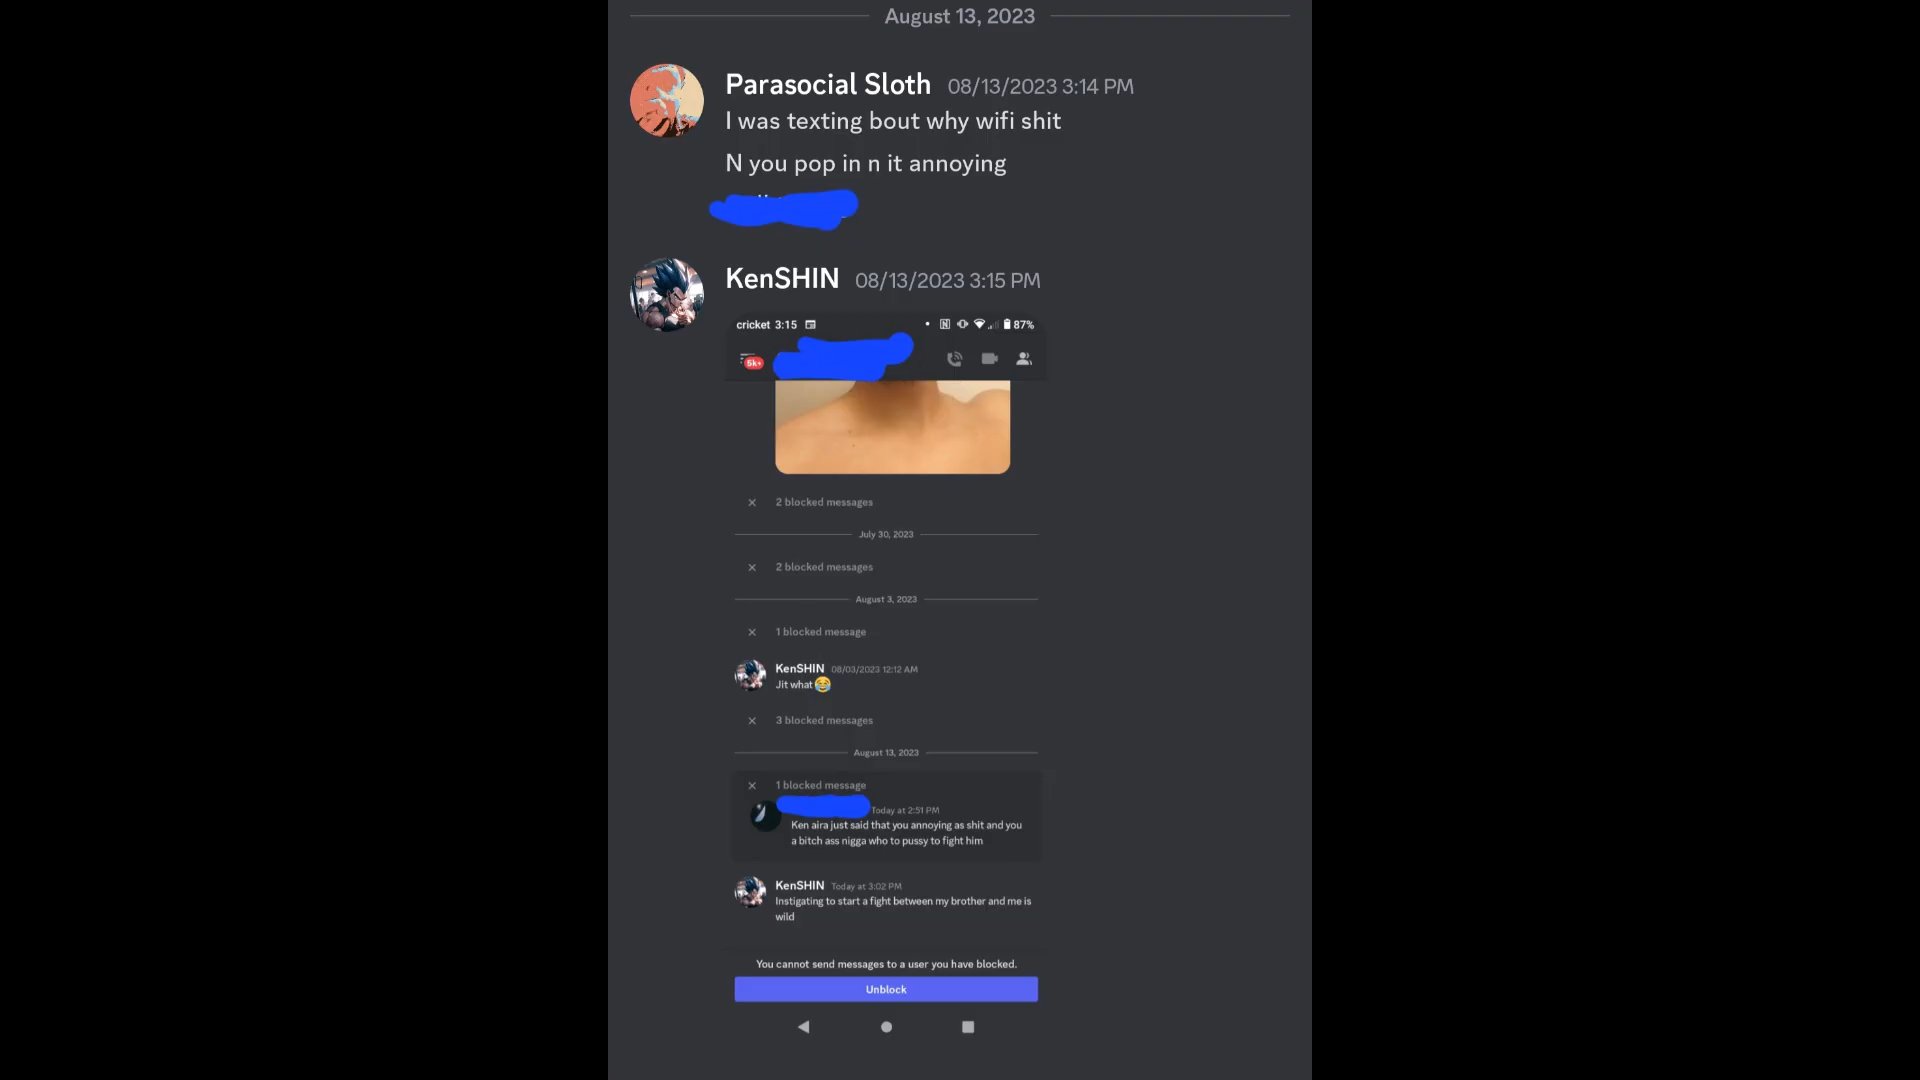 August 13, 2023
Parasocial Sloth 08/13/2023 3:14 PM
I was texting bout why wifi shit
N you pop in n it annoying
KenSHIN 08/13/2023 3:15 PM
cricket 3:15 87%
5k+
2 blocked messages
July 30, 2023
2 blocked messages
August 3, 2023
1 blocked message
KenSHIN 08/03/2023 12:12 AM
Jit what😂
3 blocked messages
August 13, 2023
1 blocked message
Today at 2:51 PM
Ken aira just said that you annoying as shit and you
a bitch ass nigga who to pussy to fight him
KenSHIN Today at 3:02 PM
Instigating to start a fight between my brother and me is
wild
You cannot send messages to a user you have blocked.
Unblock